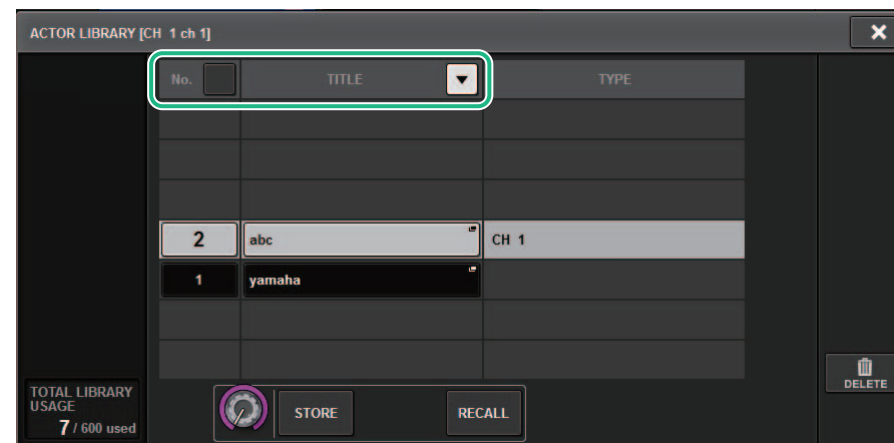 ACTOR LIBRARY [CH 1 ch 1]
No. TITLE TYPE
2 abc CH 1
1 yamaha
DELETE
TOTAL LIBRARY
USAGE
7 / 600 used
STORE RECALL